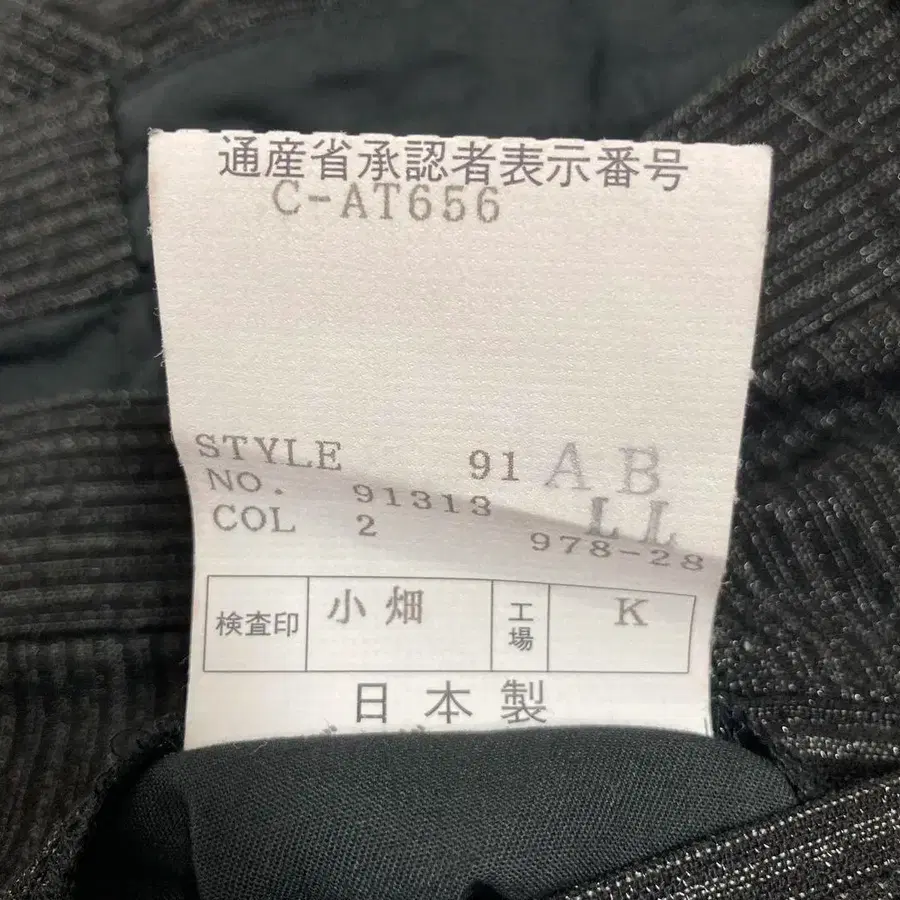 通産省承認者表示番号
C-AT656
STYLE 91 AB
NO. 91313 LL
COL 2 978-28
検査印 小畑 工場 K
日本製